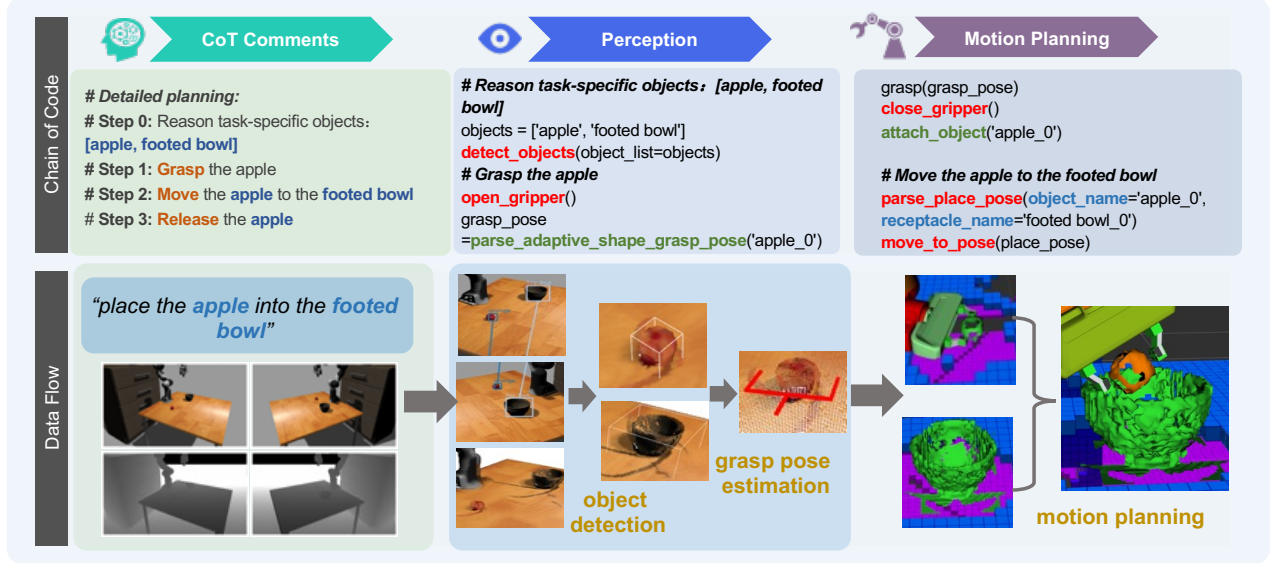 CoT Comments
Perception
Motion Planning
Chain of Code
# Detailed planning:
# Step 0: Reason task-specific objects：
[apple, footed bowl]
# Step 1: Grasp the apple
# Step 2: Move the apple to the footed bowl
# Step 3: Release the apple
# Reason task-specific objects：[apple, footed
bowl]
objects = ['apple', 'footed bowl']
detect_objects(object_list=objects)
# Grasp the apple
open_gripper()
grasp_pose
=parse_adaptive_shape_grasp_pose('apple_0')
grasp(grasp_pose)
close_gripper()
attach_object('apple_0')
# Move the apple to the footed bowl
parse_place_pose(object_name='apple_0',
receptacle_name='footed bowl_0')
move_to_pose(place_pose)
Data Flow
“place the apple into the footed
bowl”
object
detection
grasp pose
estimation
motion planning